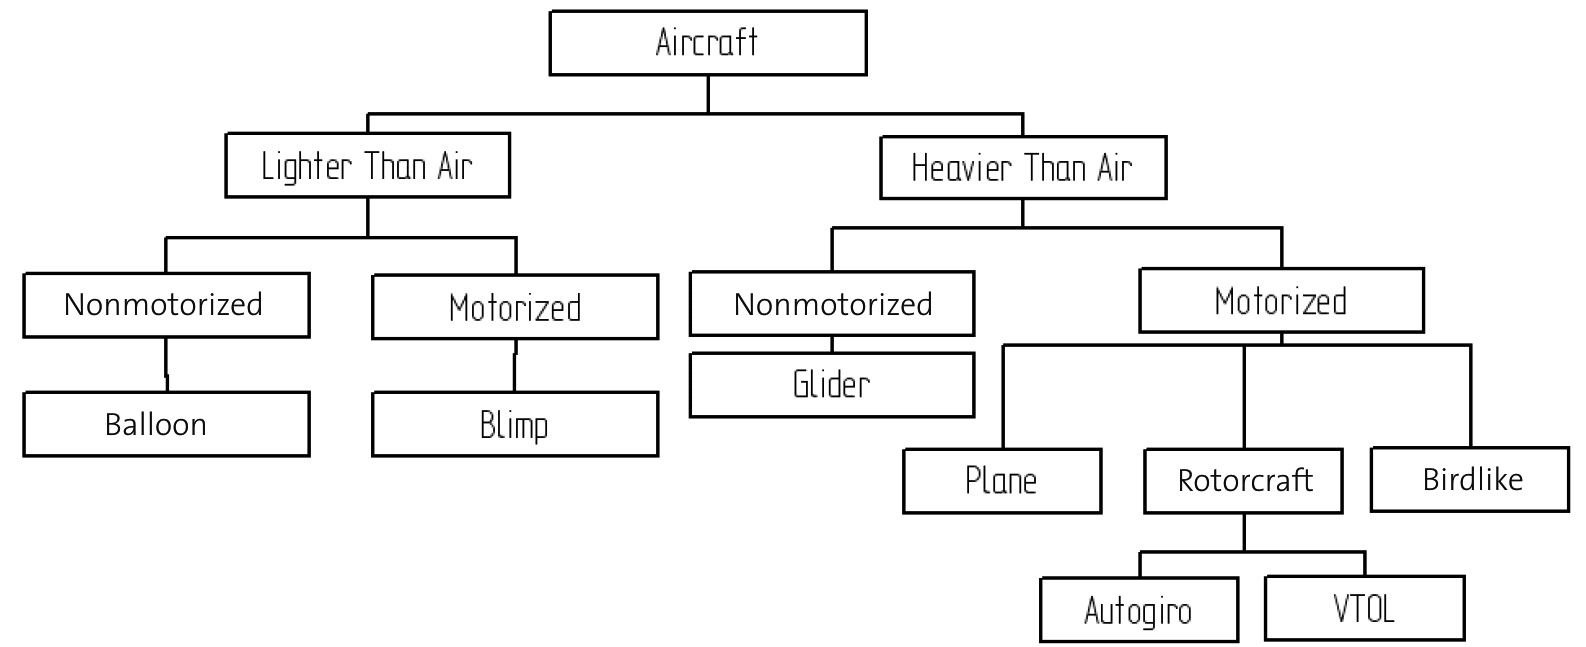 Aircraft
Lighter Than Air
Heavier Than Air
Nonmotorized
Motorized
Nonmotorized
Motorized
Balloon
Blimp
Glider
Plane
Rotorcraft
Birdlike
Autogiro
VTOL